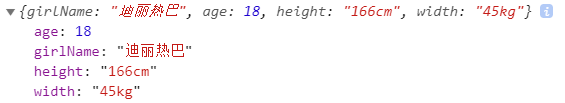 {girlName: "迪丽热巴", age: 18, height: "166cm", width: "45kg"}
age: 18
girlName: "迪丽热巴"
height: "166cm"
width: "45kg"